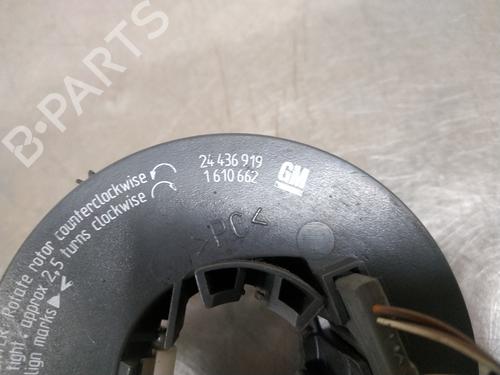 24 436 919
1 610 662
GM
>PC<
Rotate rotor counterclockwise
tight - approx 2,5 turns clockwise
align marks
B-PARTS